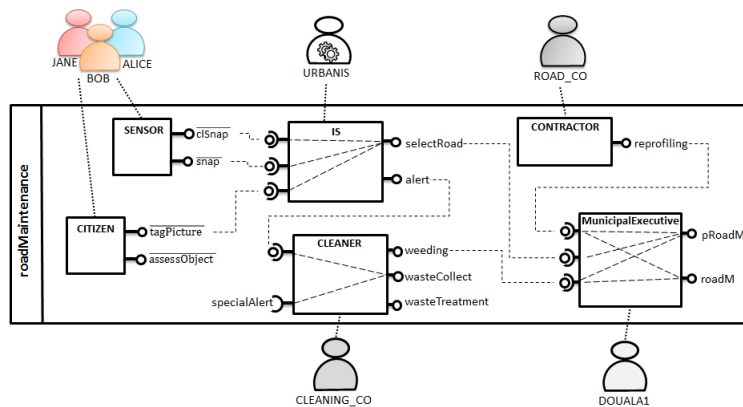 JANE
BOB
ALICE
URBANIS
ROAD_CO
roadMaintenance
SENSOR
clSnap
snap
IS
selectRoad
alert
CONTRACTOR
reprofiling
CITIZEN
tagPicture
assessObject
CLEANER
weeding
wasteCollect
wasteTreatment
specialAlert
MunicipalExecutive
pRoadM
roadM
CLEANING_CO
DOUALA1